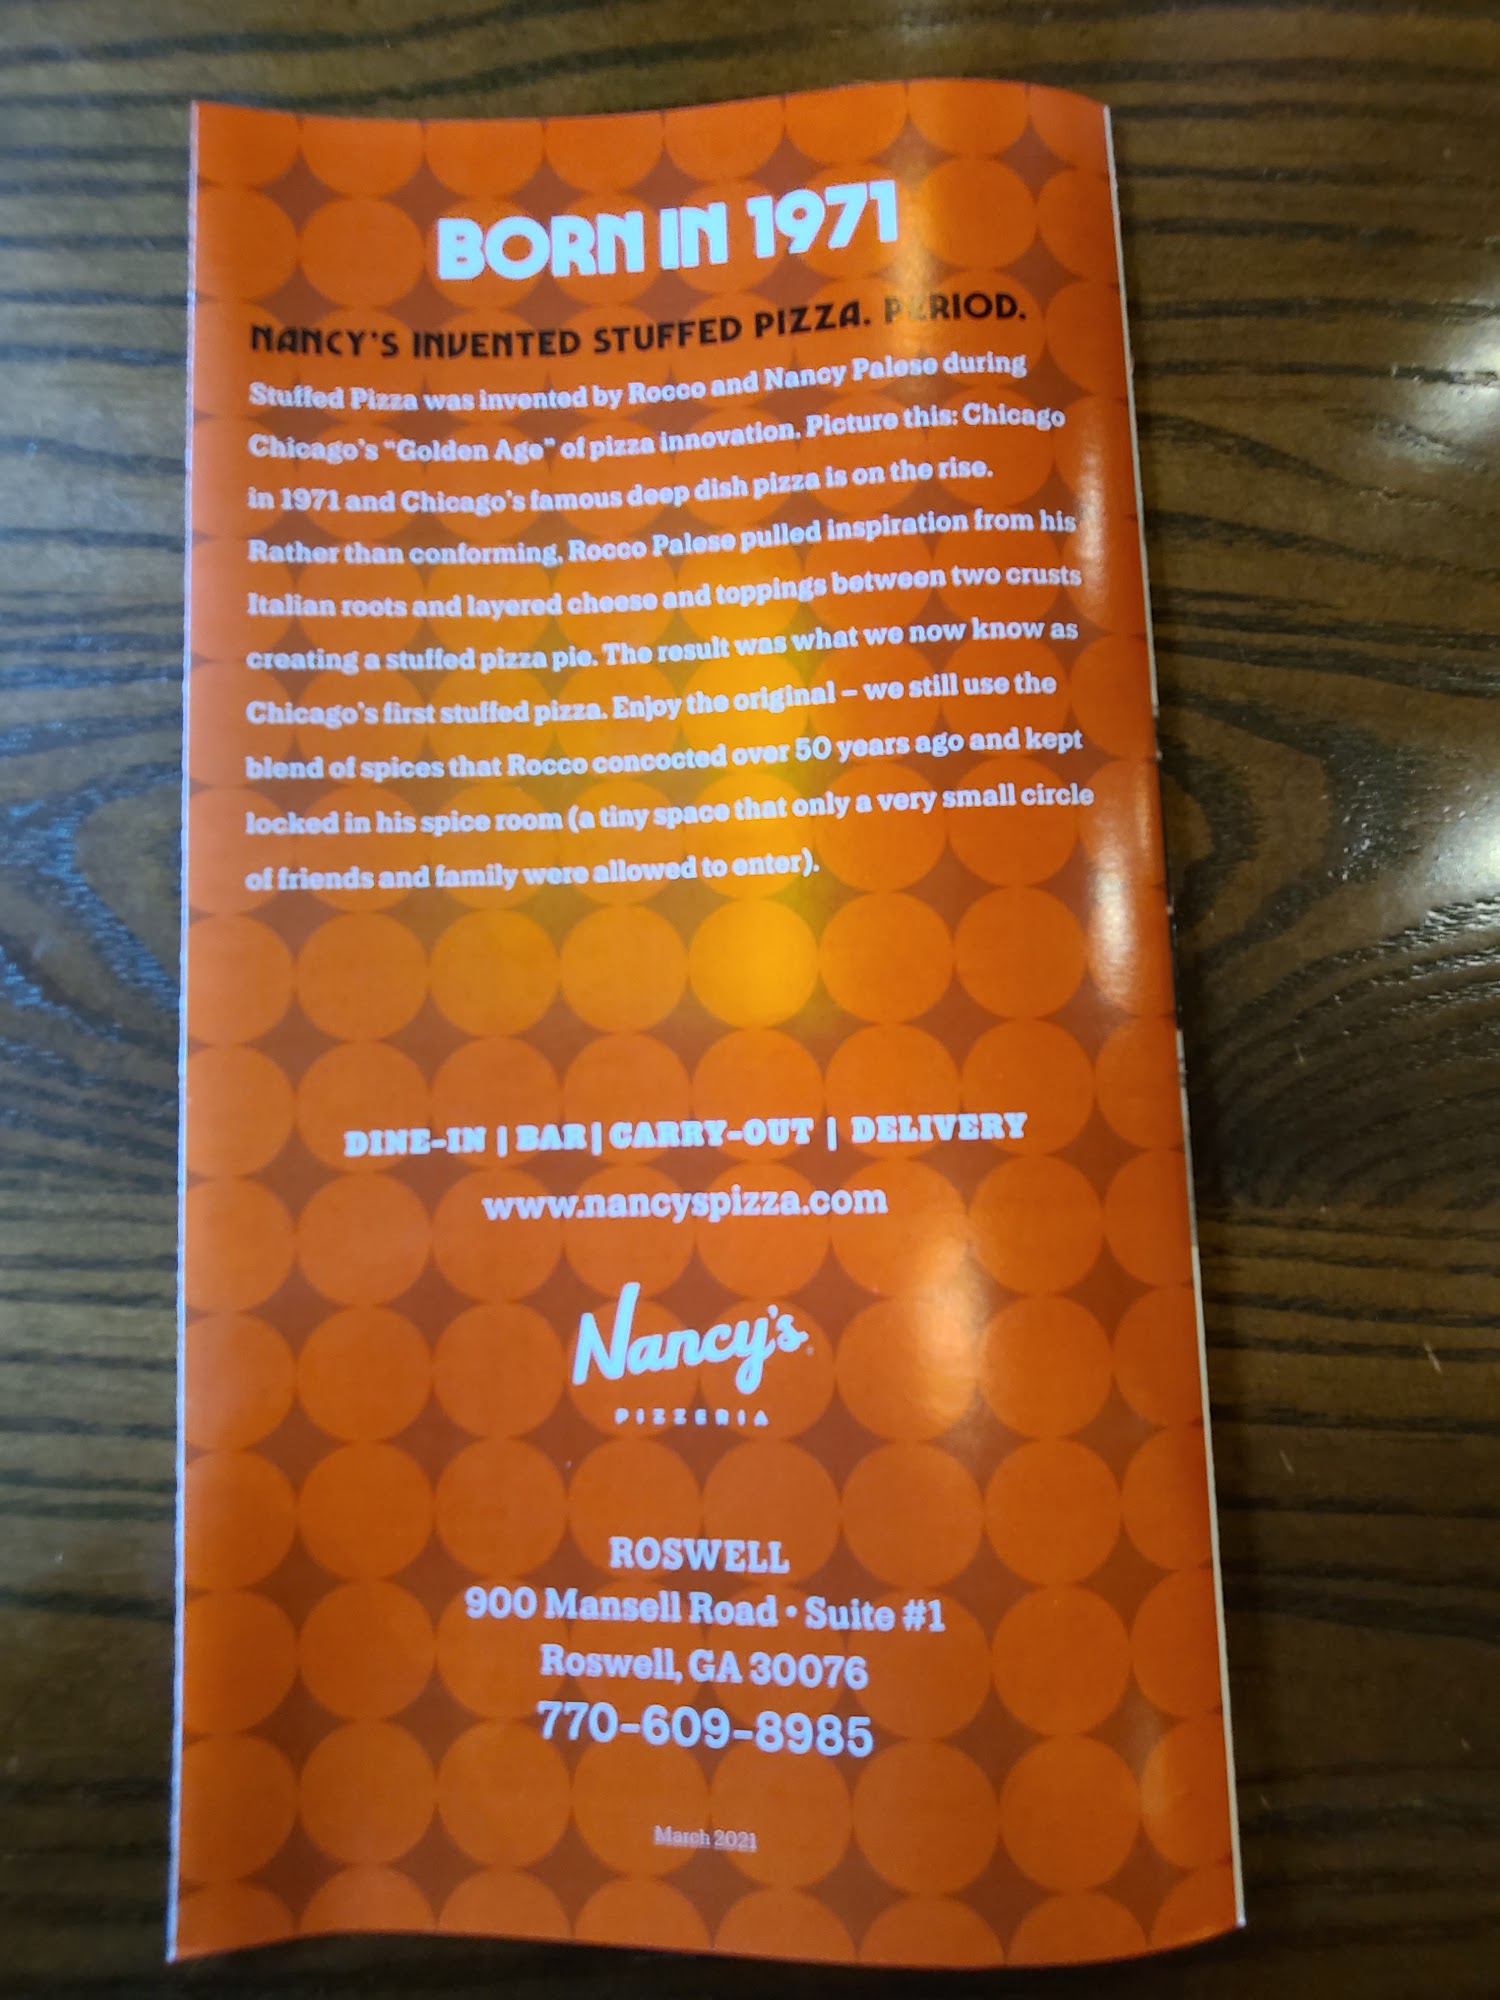 BORN IN 1971
NANCY'S INVENTED STUFFED PIZZA. PERIOD.
Stuffed Pizza was invented by Rocco and Nancy Palese during
Chicago's "Golden Age" of pizza innovation. Picture this: Chicago
in 1971 and Chicago's famous deep dish pizza is on the rise.
Rather than conforming, Rocco Palese pulled inspiration from his
Italian roots and layered cheese and toppings between two crusts
creating a stuffed pizza pie. The result was what we now know as
Chicago's first stuffed pizza. Enjoy the original – we still use the
blend of spices that Rocco concocted over 50 years ago and kept
locked in his spice room (a tiny space that only a very small circle
of friends and family were allowed to enter).
DINE-IN | BAR | CARRY-OUT | DELIVERY
www.nancyspizza.com
Nancy's
PIZZERIA
ROSWELL
900 Mansell Road • Suite #1
Roswell, GA 30076
770-609-8985
March 2021